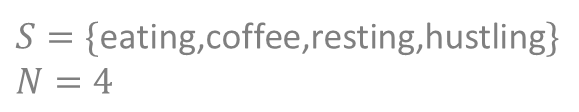 S = {eating,coffee,resting,hustling}
N = 4